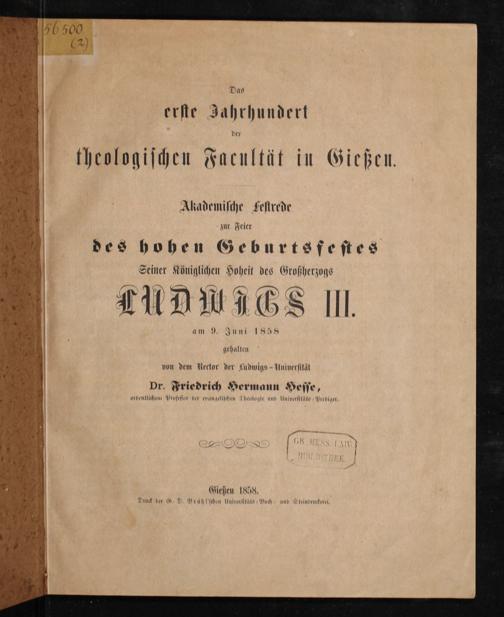 56500
(2)
Das
erste Jahrhundert
der
theologischen Facultät in Gießen.
Akademische Festrede
zur Feier
des hohen Geburtsfestes
Seiner Königlichen Hoheit des Großherzogs
LUDWIGS III.
am 9. Juni 1858
gehalten
von dem Rector der Ludwigs-Universität
Dr. Friedrich Hermann Hesse,
ordentlichem Professor der evangelischen Theologie und Universitäts-Prediger.
GR. HESS. UNIV.
BIBLIOTHEK.
Gießen 1858.
Druck der G. D. Brühl'schen Universitäts-Buch- und Steindruckerei.